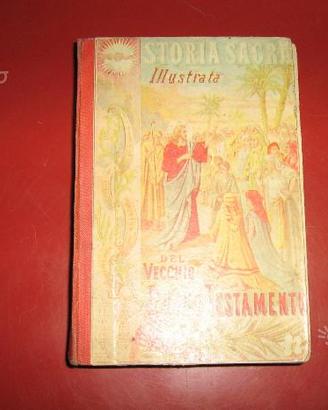 STORIA SACRA
Illustrata
DEL
VECCHIO
TESTAMENTO